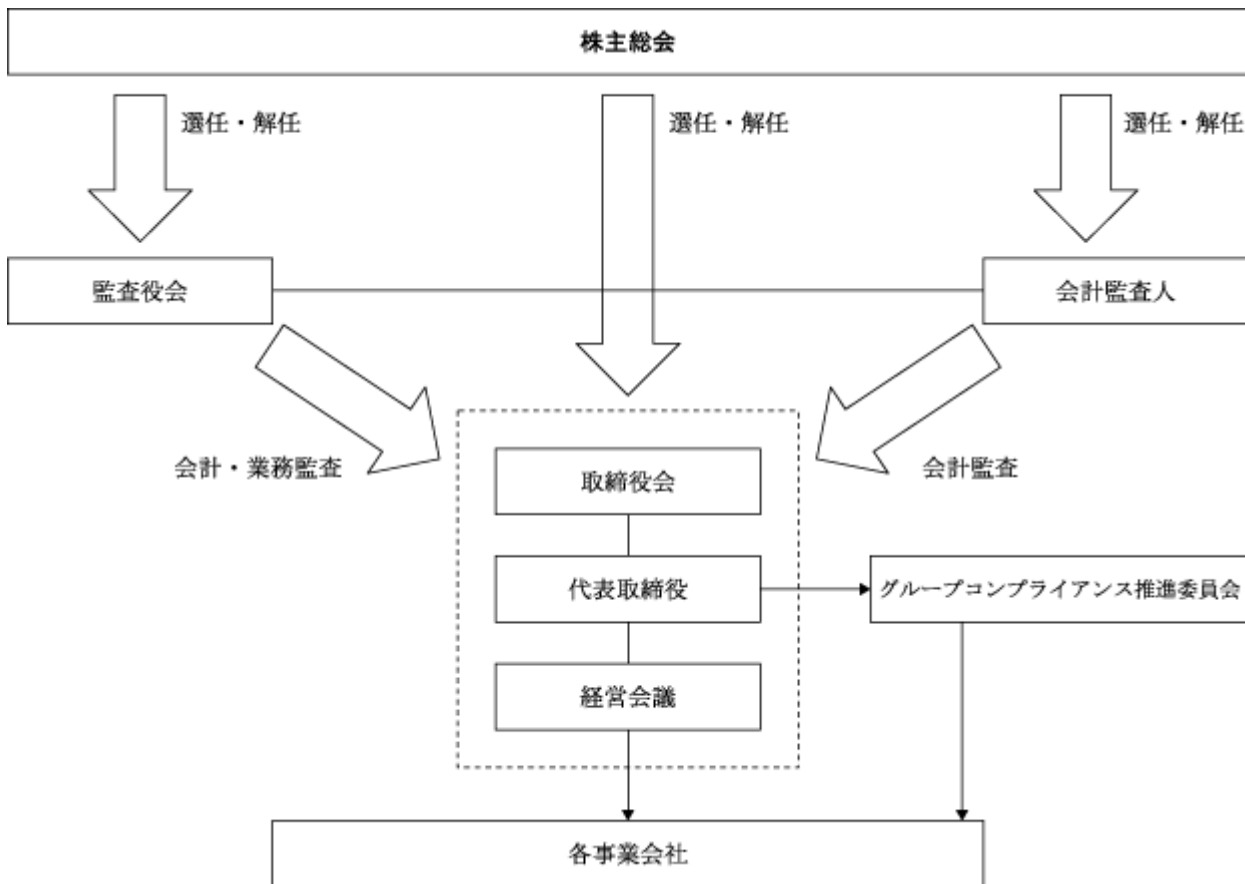 株主総会
選任・解任
選任・解任
選任・解任
監査役会
会計監査人
会計・業務監査
取締役会
会計監査
代表取締役
グループコンプライアンス推進委員会
経営会議
各事業会社